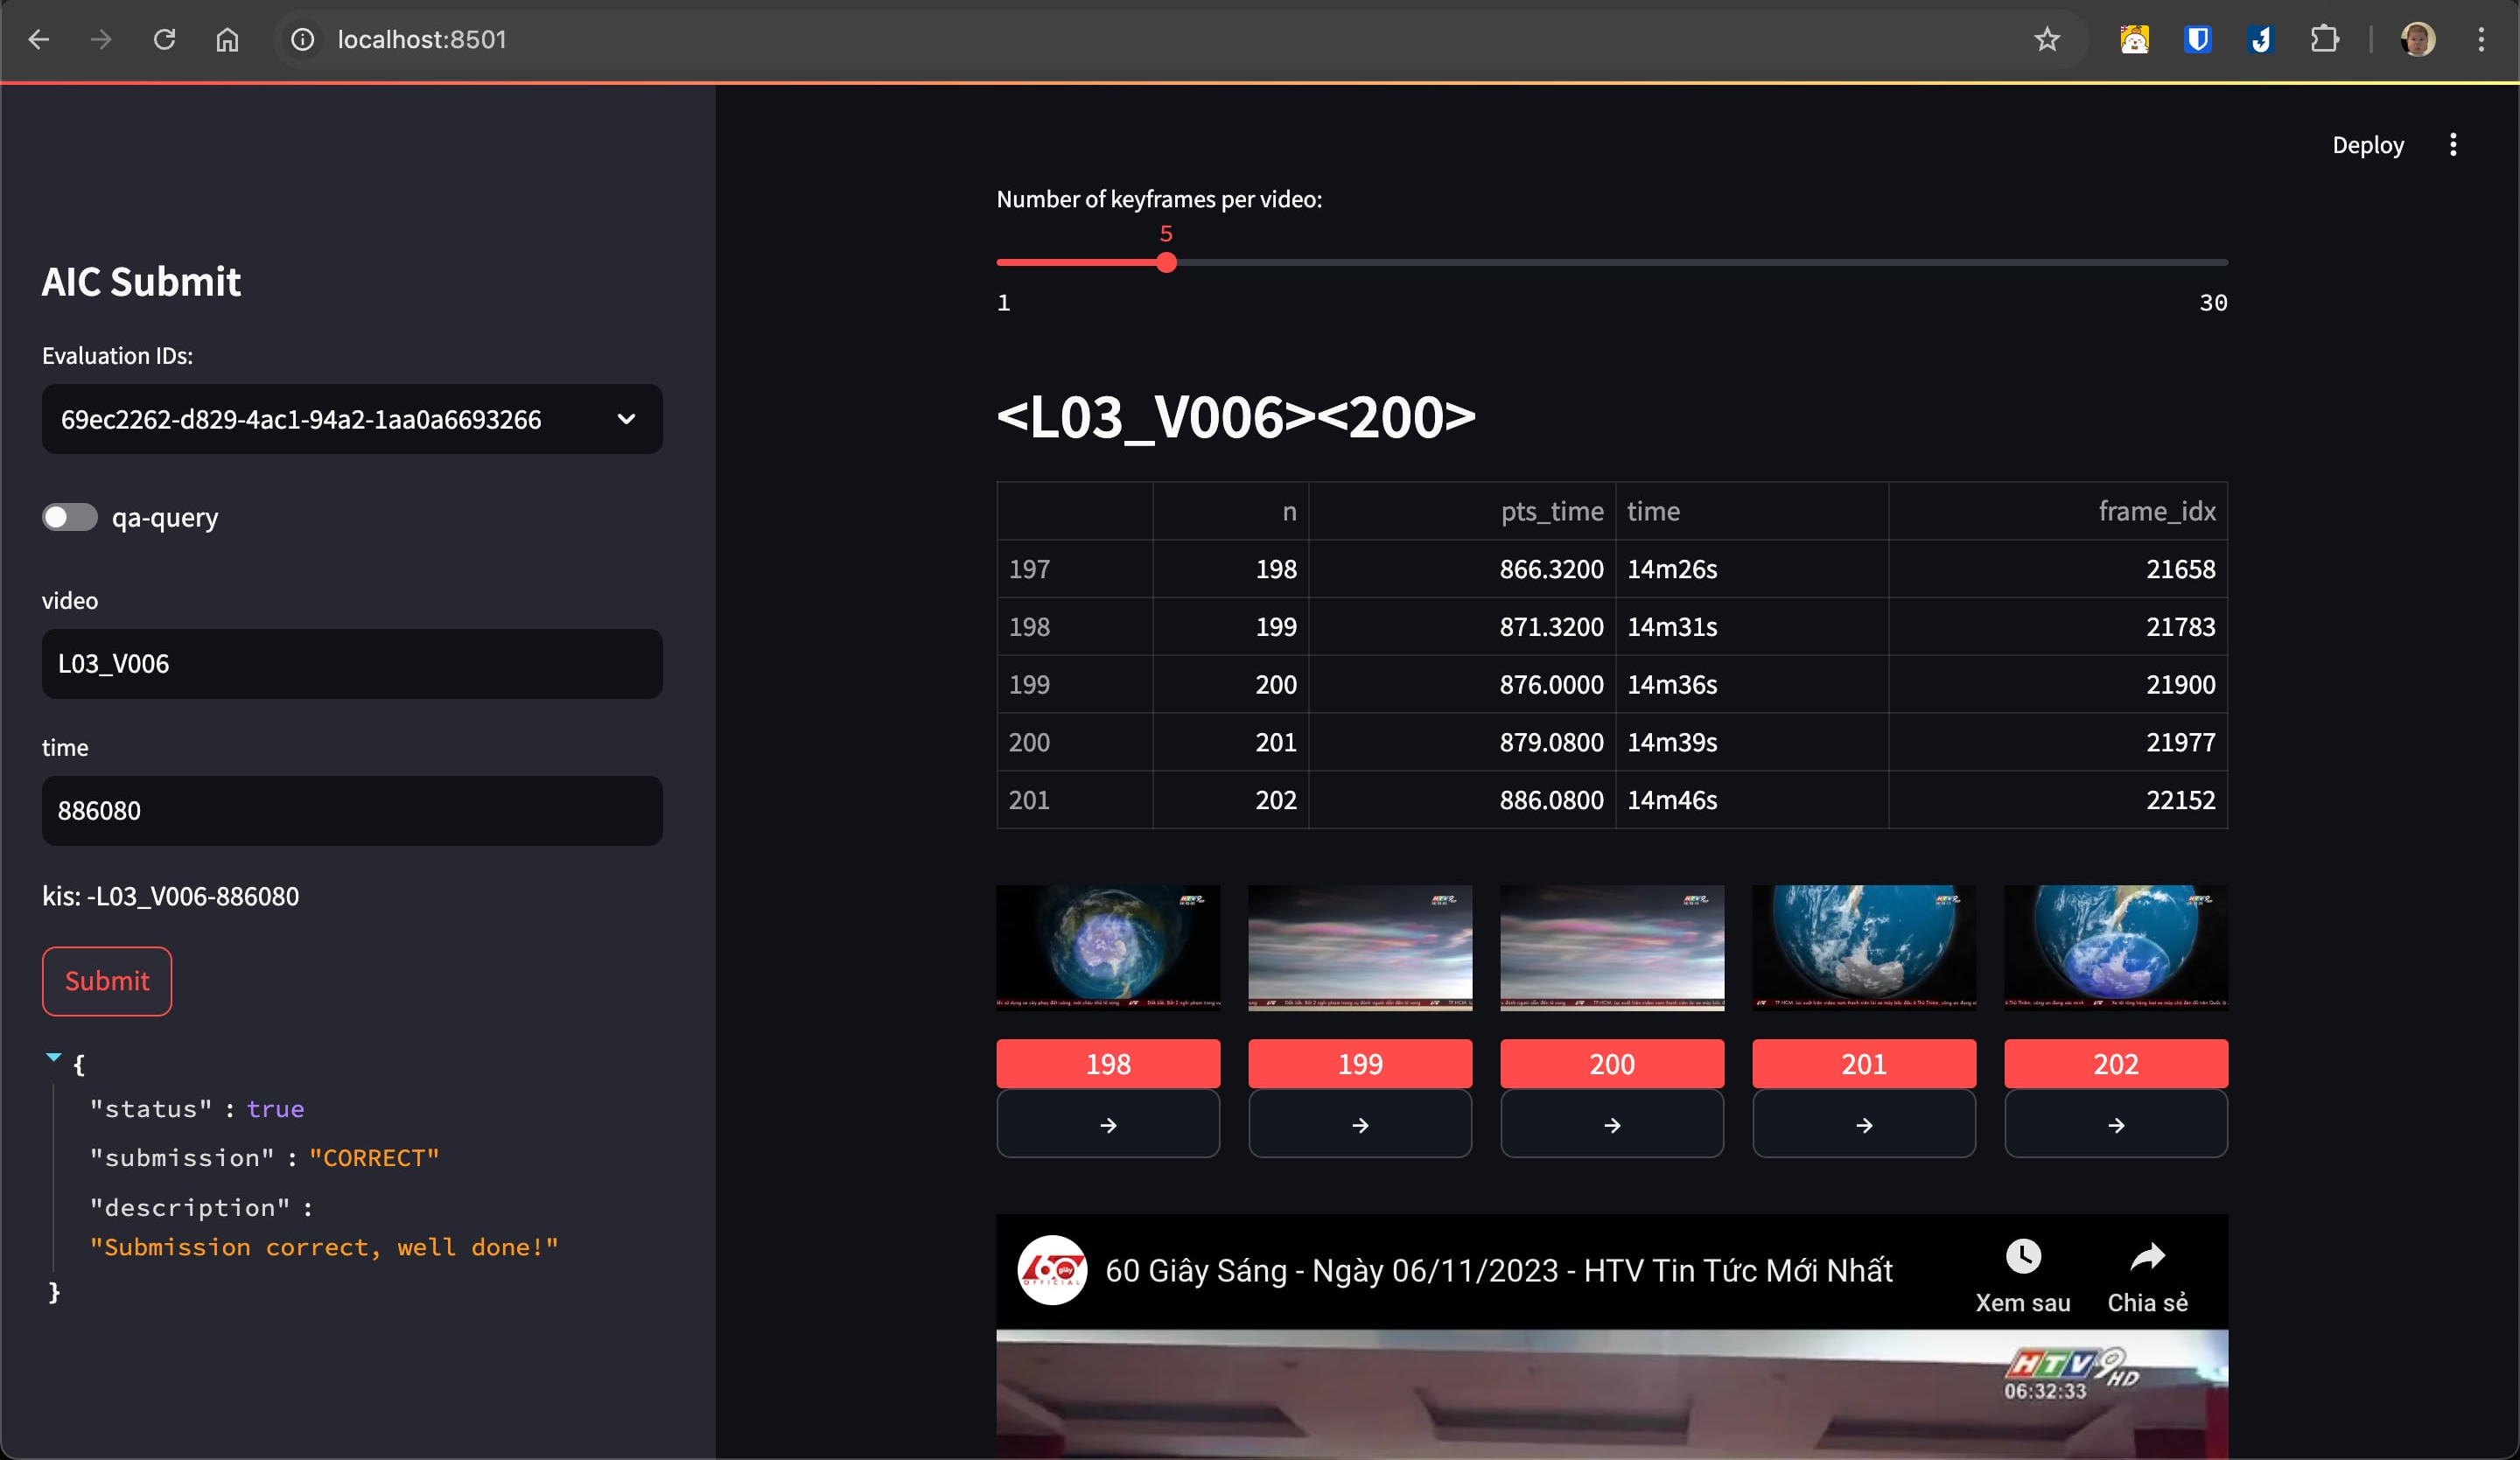 localhost:8501
Deploy
AIC Submit
Evaluation IDs:
69ec2262-d829-4ac1-94a2-1aa0a6693266
qa-query
video
L03_V006
time
886080
kis: -L03_V006-886080
Submit
{
"status" : true
"submission" : "CORRECT"
"description" :
"Submission correct, well done!"
}
Number of keyframes per video:
5
1 30
<L03_V006><200>
n pts_time time frame_idx
197 198 866.3200 14m26s 21658
198 199 871.3200 14m31s 21783
199 200 876.0000 14m36s 21900
200 201 879.0800 14m39s 21977
201 202 886.0800 14m46s 22152
198 199 200 201 202
→ → → → →
60 giây OFFICIAL
60 Giây Sáng - Ngày 06/11/2023 - HTV Tin Tức Mới Nhất
Xem sau Chia sẻ
HTV9 HD
06:32:33